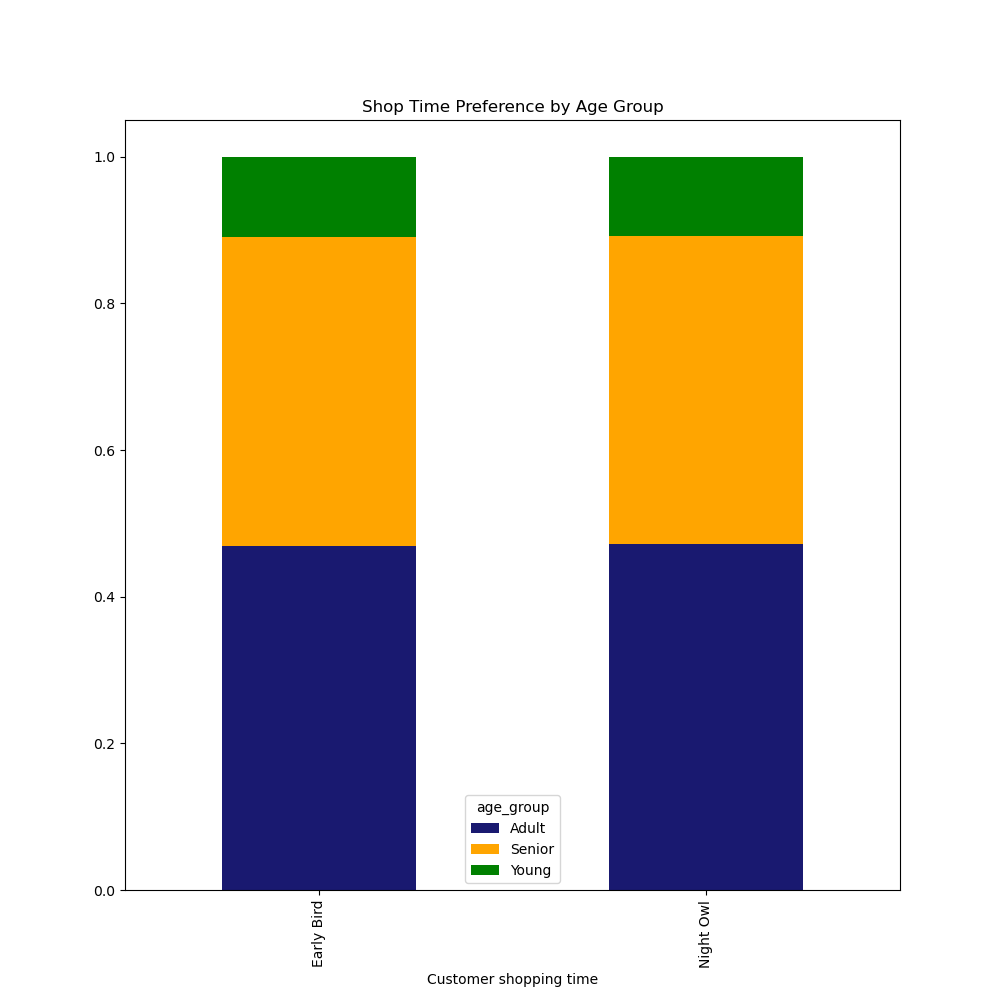 Shop Time Preference by Age Group
1.0
0.8
0.6
0.4
0.2
0.0
age_group
Adult
Senior
Young
Early Bird
Night Owl
Customer shopping time